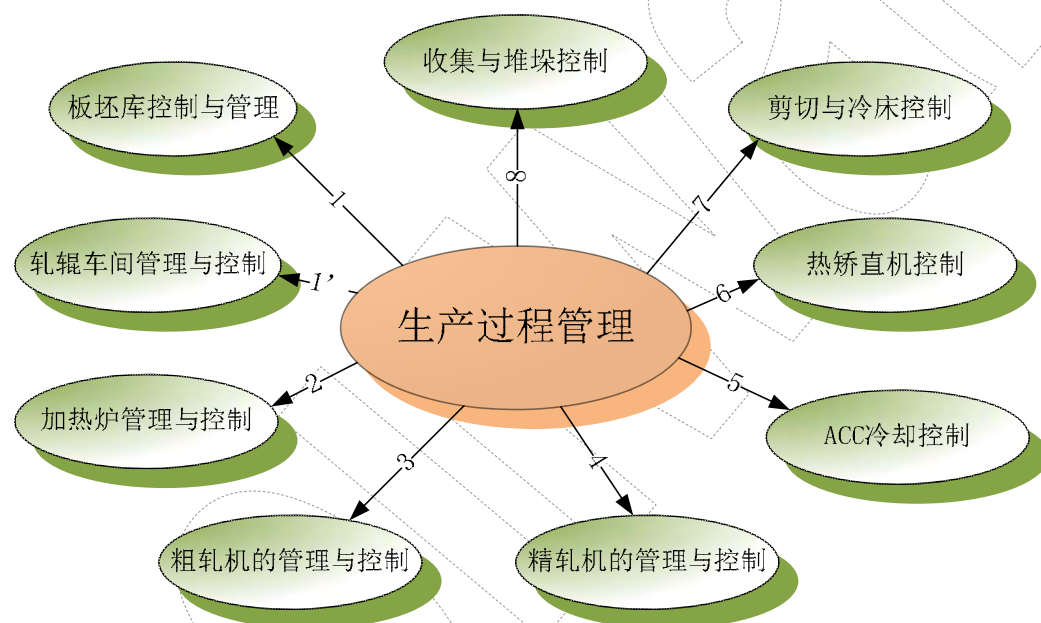 收集与堆垛控制
板坯库控制与管理
剪切与冷床控制
1
8
7
轧辊车间管理与控制
1’
热矫直机控制
6
生产过程管理
加热炉管理与控制
2
5
ACC冷却控制
3
4
粗轧机的管理与控制
精轧机的管理与控制